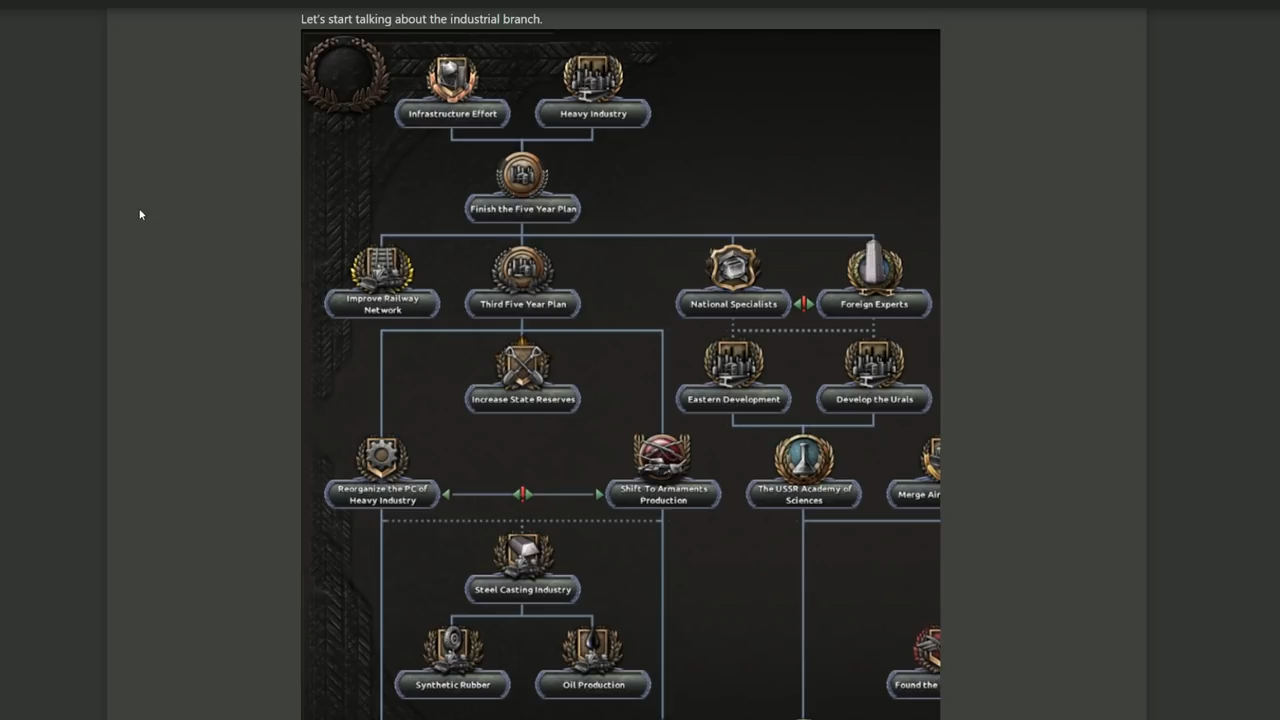 Let's start talking about the industrial branch.
Infrastructure Effort
Heavy Industry
Finish the Five Year Plan
Improve Railway
Network
Third Five Year Plan
National Specialists
Foreign Experts
Increase State Reserves
Eastern Development
Develop the Urals
Reorganize the PC of
Heavy Industry
Shift To Armaments
Production
The USSR Academy of
Sciences
Merge Air
Steel Casting Industry
Synthetic Rubber
Oil Production
Found the